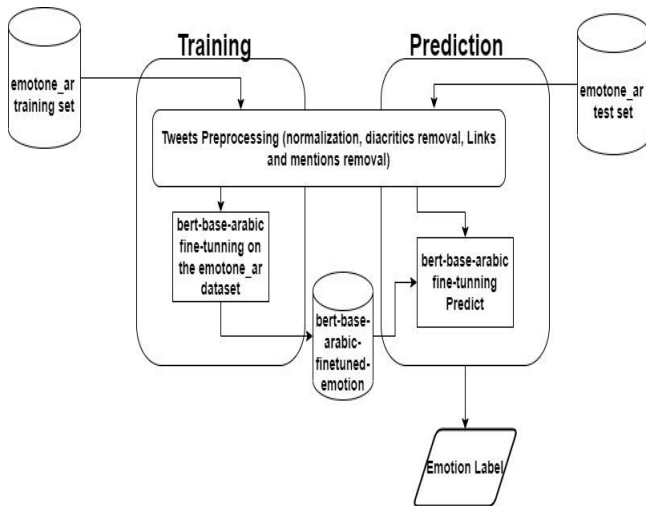 Training
Prediction
emotone_ar
training set
emotone_ar
test set
Tweets Preprocessing (normalization, diacritics removal, Links
and mentions removal)
bert-base-arabic
fine-tunning on
the emotone_ar
dataset
bert-base-arabic
fine-tunning
Predict
bert-base-
arabic-
finetuned-
emotion
Emotion Label